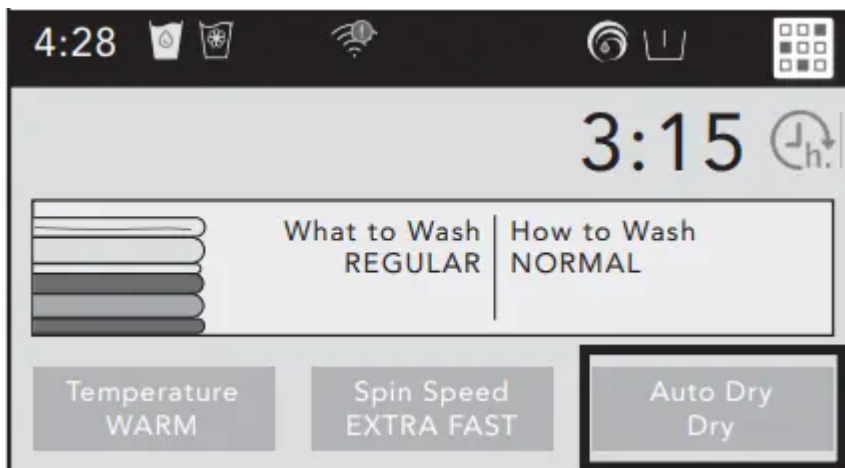 4:28
3:15
h.
What to Wash
REGULAR
How to Wash
NORMAL
Temperature
WARM
Spin Speed
EXTRA FAST
Auto Dry
Dry